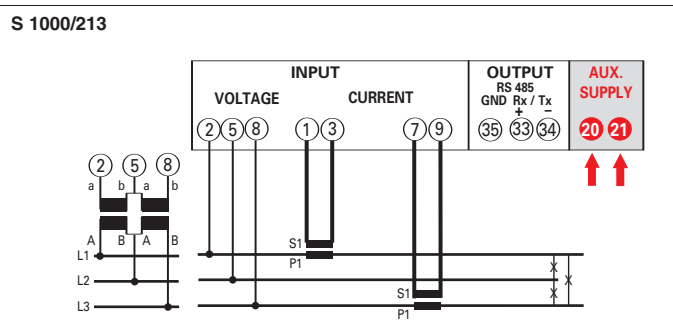 S 1000/213
INPUT
OUTPUT
AUX.
VOLTAGE
CURRENT
RS 485
SUPPLY
GND Rx / Tx
+ −
2 5 8 1 3 7 9 35 33 34 20 21
2 5 8
a b a b
A B A B
S1
L1
P1
X
L2
X
S1
X
L3
P1